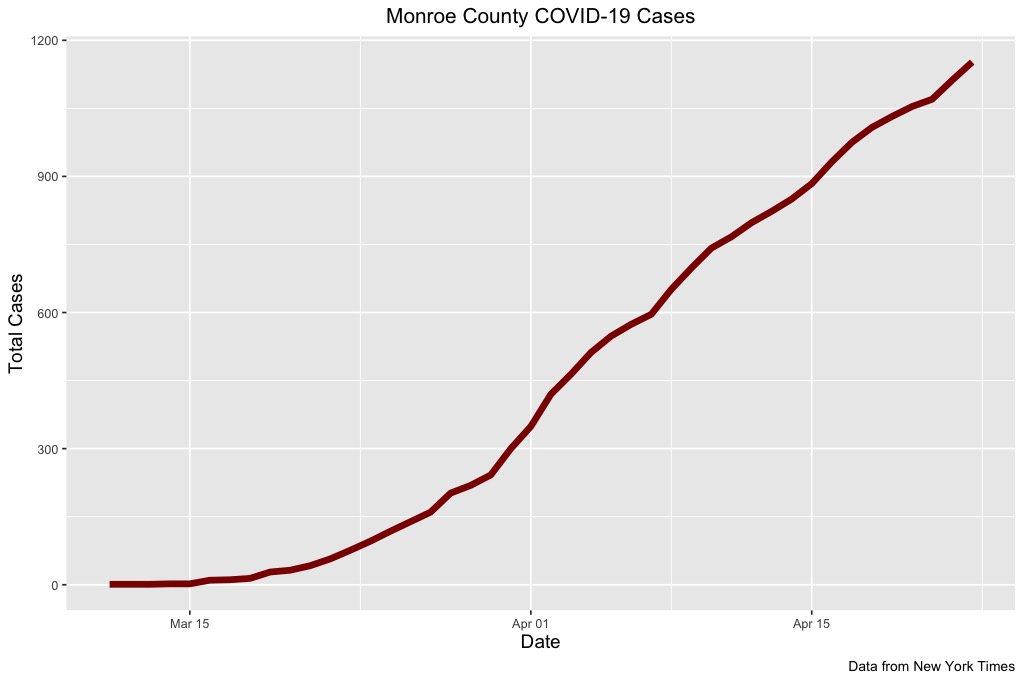 Monroe County COVID-19 Cases
1200
900
600
300
0
Total Cases
Mar 15
Apr 01
Apr 15
Date
Data from New York Times